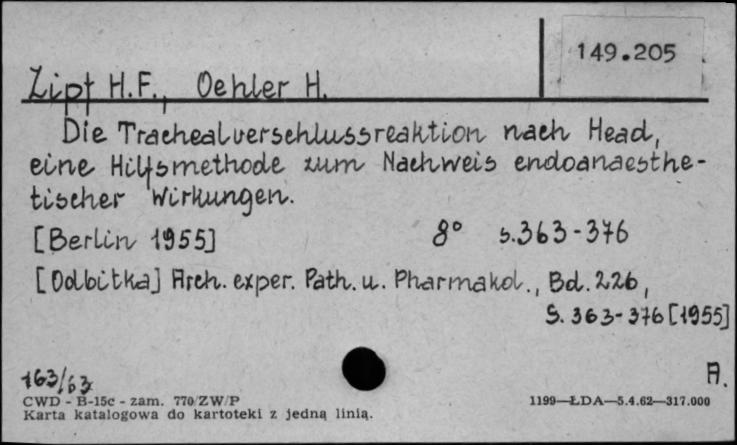 149.205
Zipf H.F., Oehler H.
Die Trachealverschlussreaktion nach Head,
eine Hilfsmethode zum Nachweis endoanaesthe-
tischer Wirkungen.
[Berlin 1955] 8° s.363-376
[Odbitka] Arch. exper. Path. u. Pharmakol., Bd. 226,
S. 363-376 [1955]
A.
163/63
CWD - B-15c - zam. 770/ZW/P
Karta katalogowa do kartoteki z jedną linią.
1199—ŁDA—5.4.62—317.000